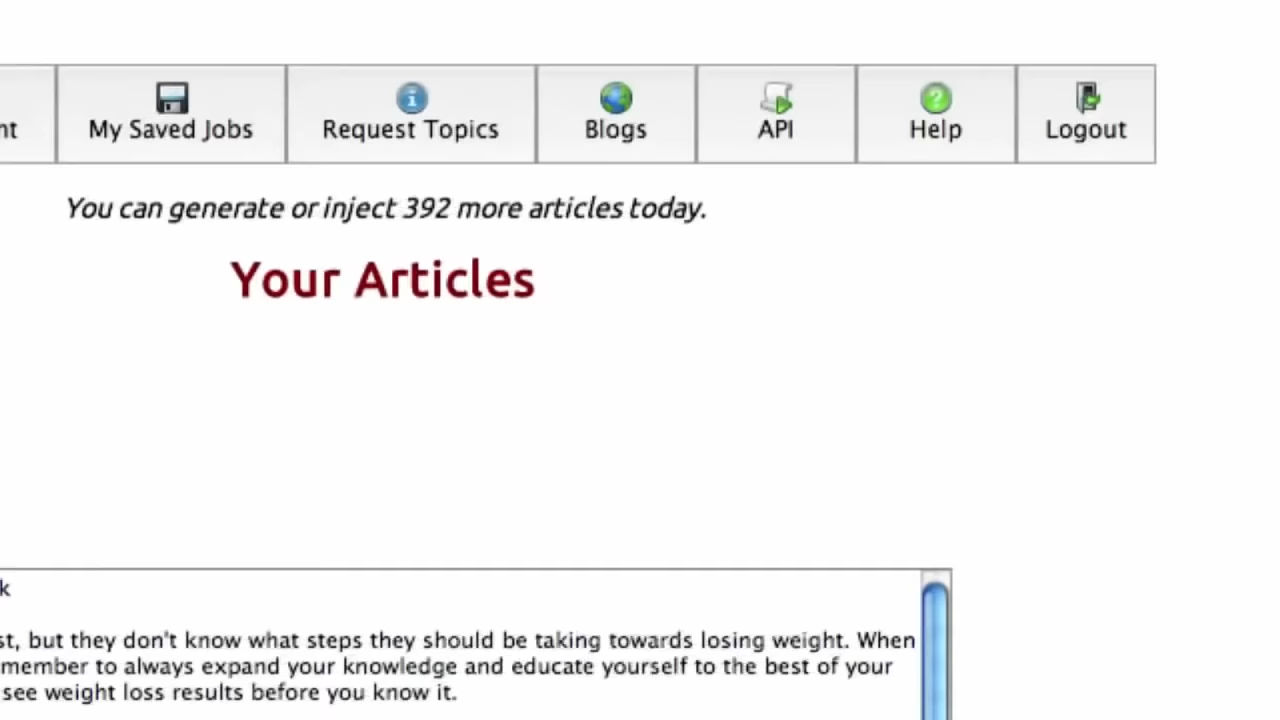 nt My Saved Jobs Request Topics Blogs API Help Logout
You can generate or inject 392 more articles today.
Your Articles
k
st, but they don't know what steps they should be taking towards losing weight. When
member to always expand your knowledge and educate yourself to the best of your
see weight loss results before you know it.